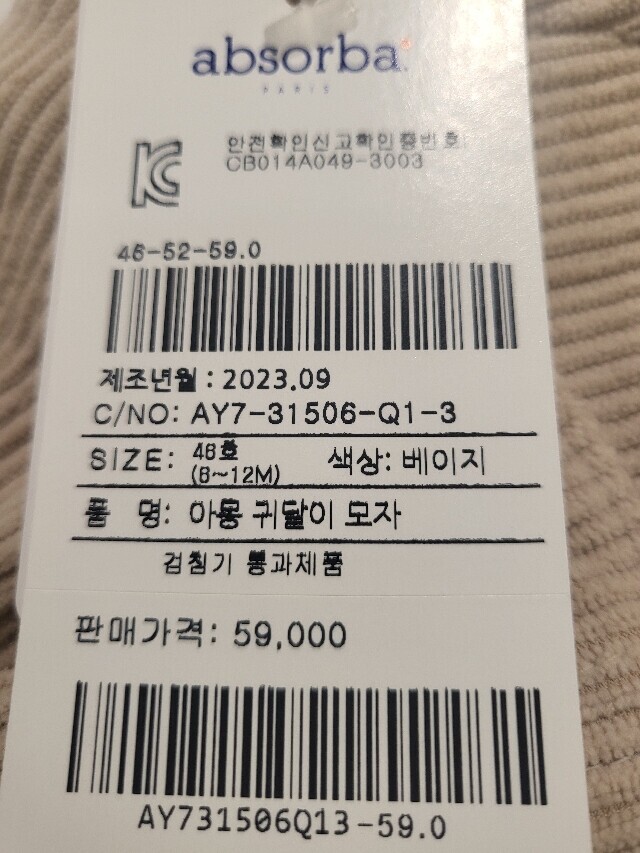 absorba
PARIS
안전확인신고확인증번호
CB014A049-3003
46-52-59.0
제조년월 : 2023.09
C/NO: AY7-31506-Q1-3
SIZE: 46호 (6~12M) 색상: 베이지
품 명: 아몽 귀달이 모자
검침기 통과제품
판매가격: 59,000
AY731506Q13-59.0